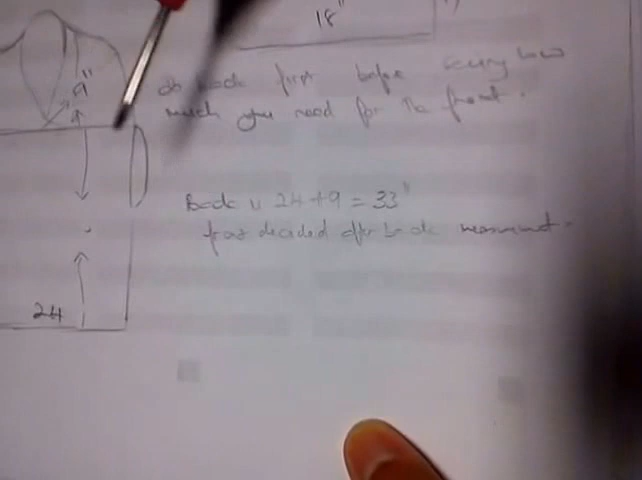 18"
do back first before seeing how
much you need for the front.
9"
Back is 24+9 = 33"
front decided after back measurement.
24